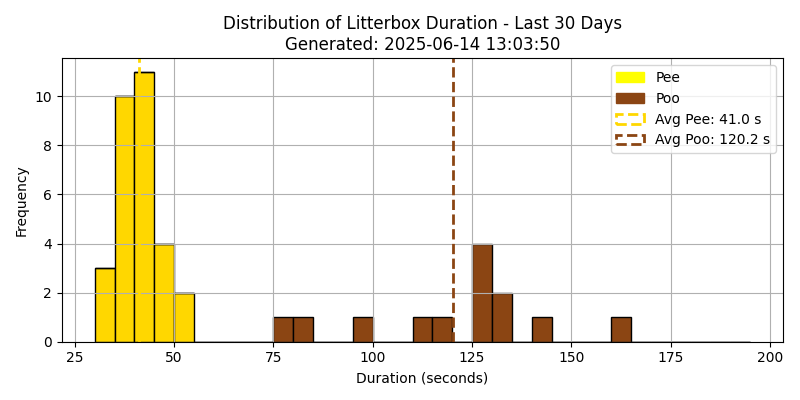 Distribution of Litterbox Duration - Last 30 Days
Generated: 2025-06-14 13:03:50
Pee
Poo
Avg Pee: 41.0 s
Avg Poo: 120.2 s
Frequency
10
8
6
4
2
0
25 50 75 100 125 150 175 200
Duration (seconds)